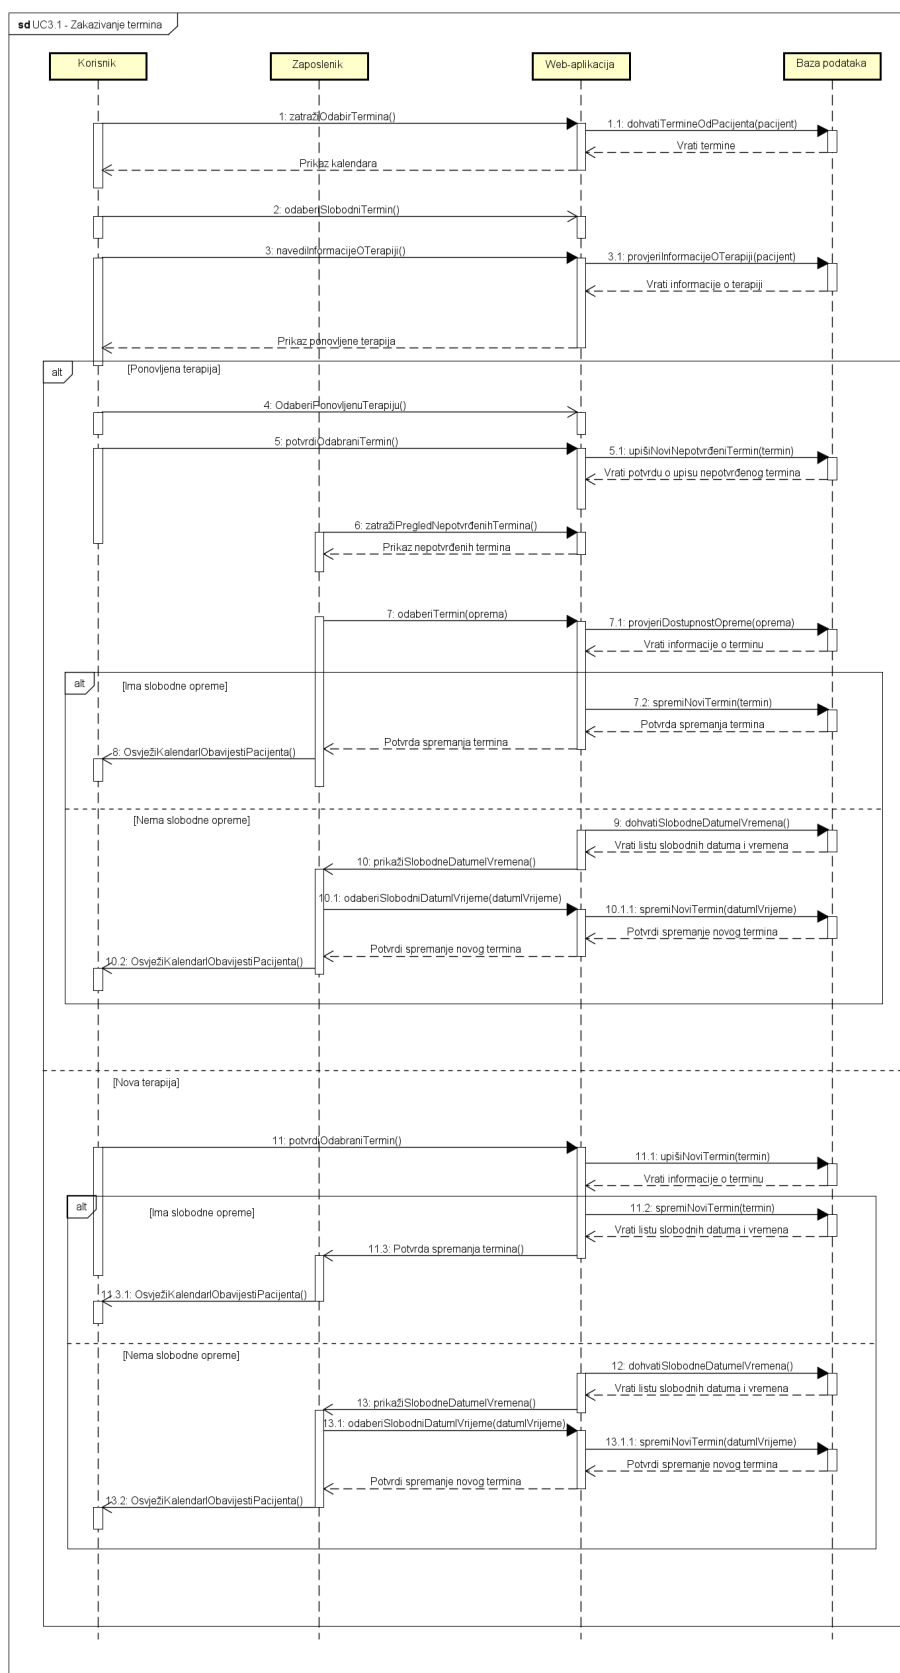 sd UC3.1 - Zakazivanje termina
Korisnik
Zaposlenik
Web-aplikacija
Baza podataka
1: zatražiOdabirTermina()
1.1: dohvatiTermineOdPacijenta(pacijent)
Vrati termine
Prikaz kalendara
2: odaberiSlobodniTermin()
3: navediInformacijeOTerapiji()
3.1: provjeriInformacijeOTerapiji(pacijent)
Vrati informacije o terapiji
Prikaz ponovljene terapija
alt
[Ponovljena terapija]
4: OdaberiPonovljenuTerapiju()
5: potvrdiOdabraniTermin()
5.1: upišiNoviNepotvrđeniTermin(termin)
Vrati potvrdu o upisu nepotvrđenog termina
6: zatražiPregledNepotvrđenihTermina()
Prikaz nepotvrđenih termina
7: odaberiTermin(oprema)
7.1: provjeriDostupnostOpreme(oprema)
Vrati informacije o terminu
alt
[Ima slobodne opreme]
7.2: spremiNoviTermin(termin)
Potvrda spremanja termina
Potvrda spremanja termina
8: OsvježiKalendarIObavijestiPacijenta()
[Nema slobodne opreme]
9: dohvatiSlobodneDatumeIVremena()
Vrati listu slobodnih datuma i vremena
10: prikažiSlobodneDatumeIVremena()
10.1: odaberiSlobodniDatumIVrijeme(datumIVrijeme)
10.1.1: spremiNoviTermin(datumIVrijeme)
Potvrdi spremanje novog termina
Potvrdi spremanje novog termina
10.2: OsvježiKalendarIObavijestiPacijenta()
[Nova terapija]
11: potvrdiOdabraniTermin()
11.1: upišiNoviTermin(termin)
Vrati informacije o terminu
alt
[Ima slobodne opreme]
11.2: spremiNoviTermin(termin)
Vrati listu slobodnih datuma i vremena
11.3: Potvrda spremanja termina()
11.3.1: OsvježiKalendarIObavijestiPacijenta()
[Nema slobodne opreme]
12: dohvatiSlobodneDatumeIVremena()
Vrati listu slobodnih datuma i vremena
13: prikažiSlobodneDatumeIVremena()
13.1: odaberiSlobodniDatumIVrijeme(datumIVrijeme)
13.1.1: spremiNoviTermin(datumIVrijeme)
Potvrdi spremanje novog termina
Potvrdi spremanje novog termina
13.2: OsvježiKalendarIObavijestiPacijenta()